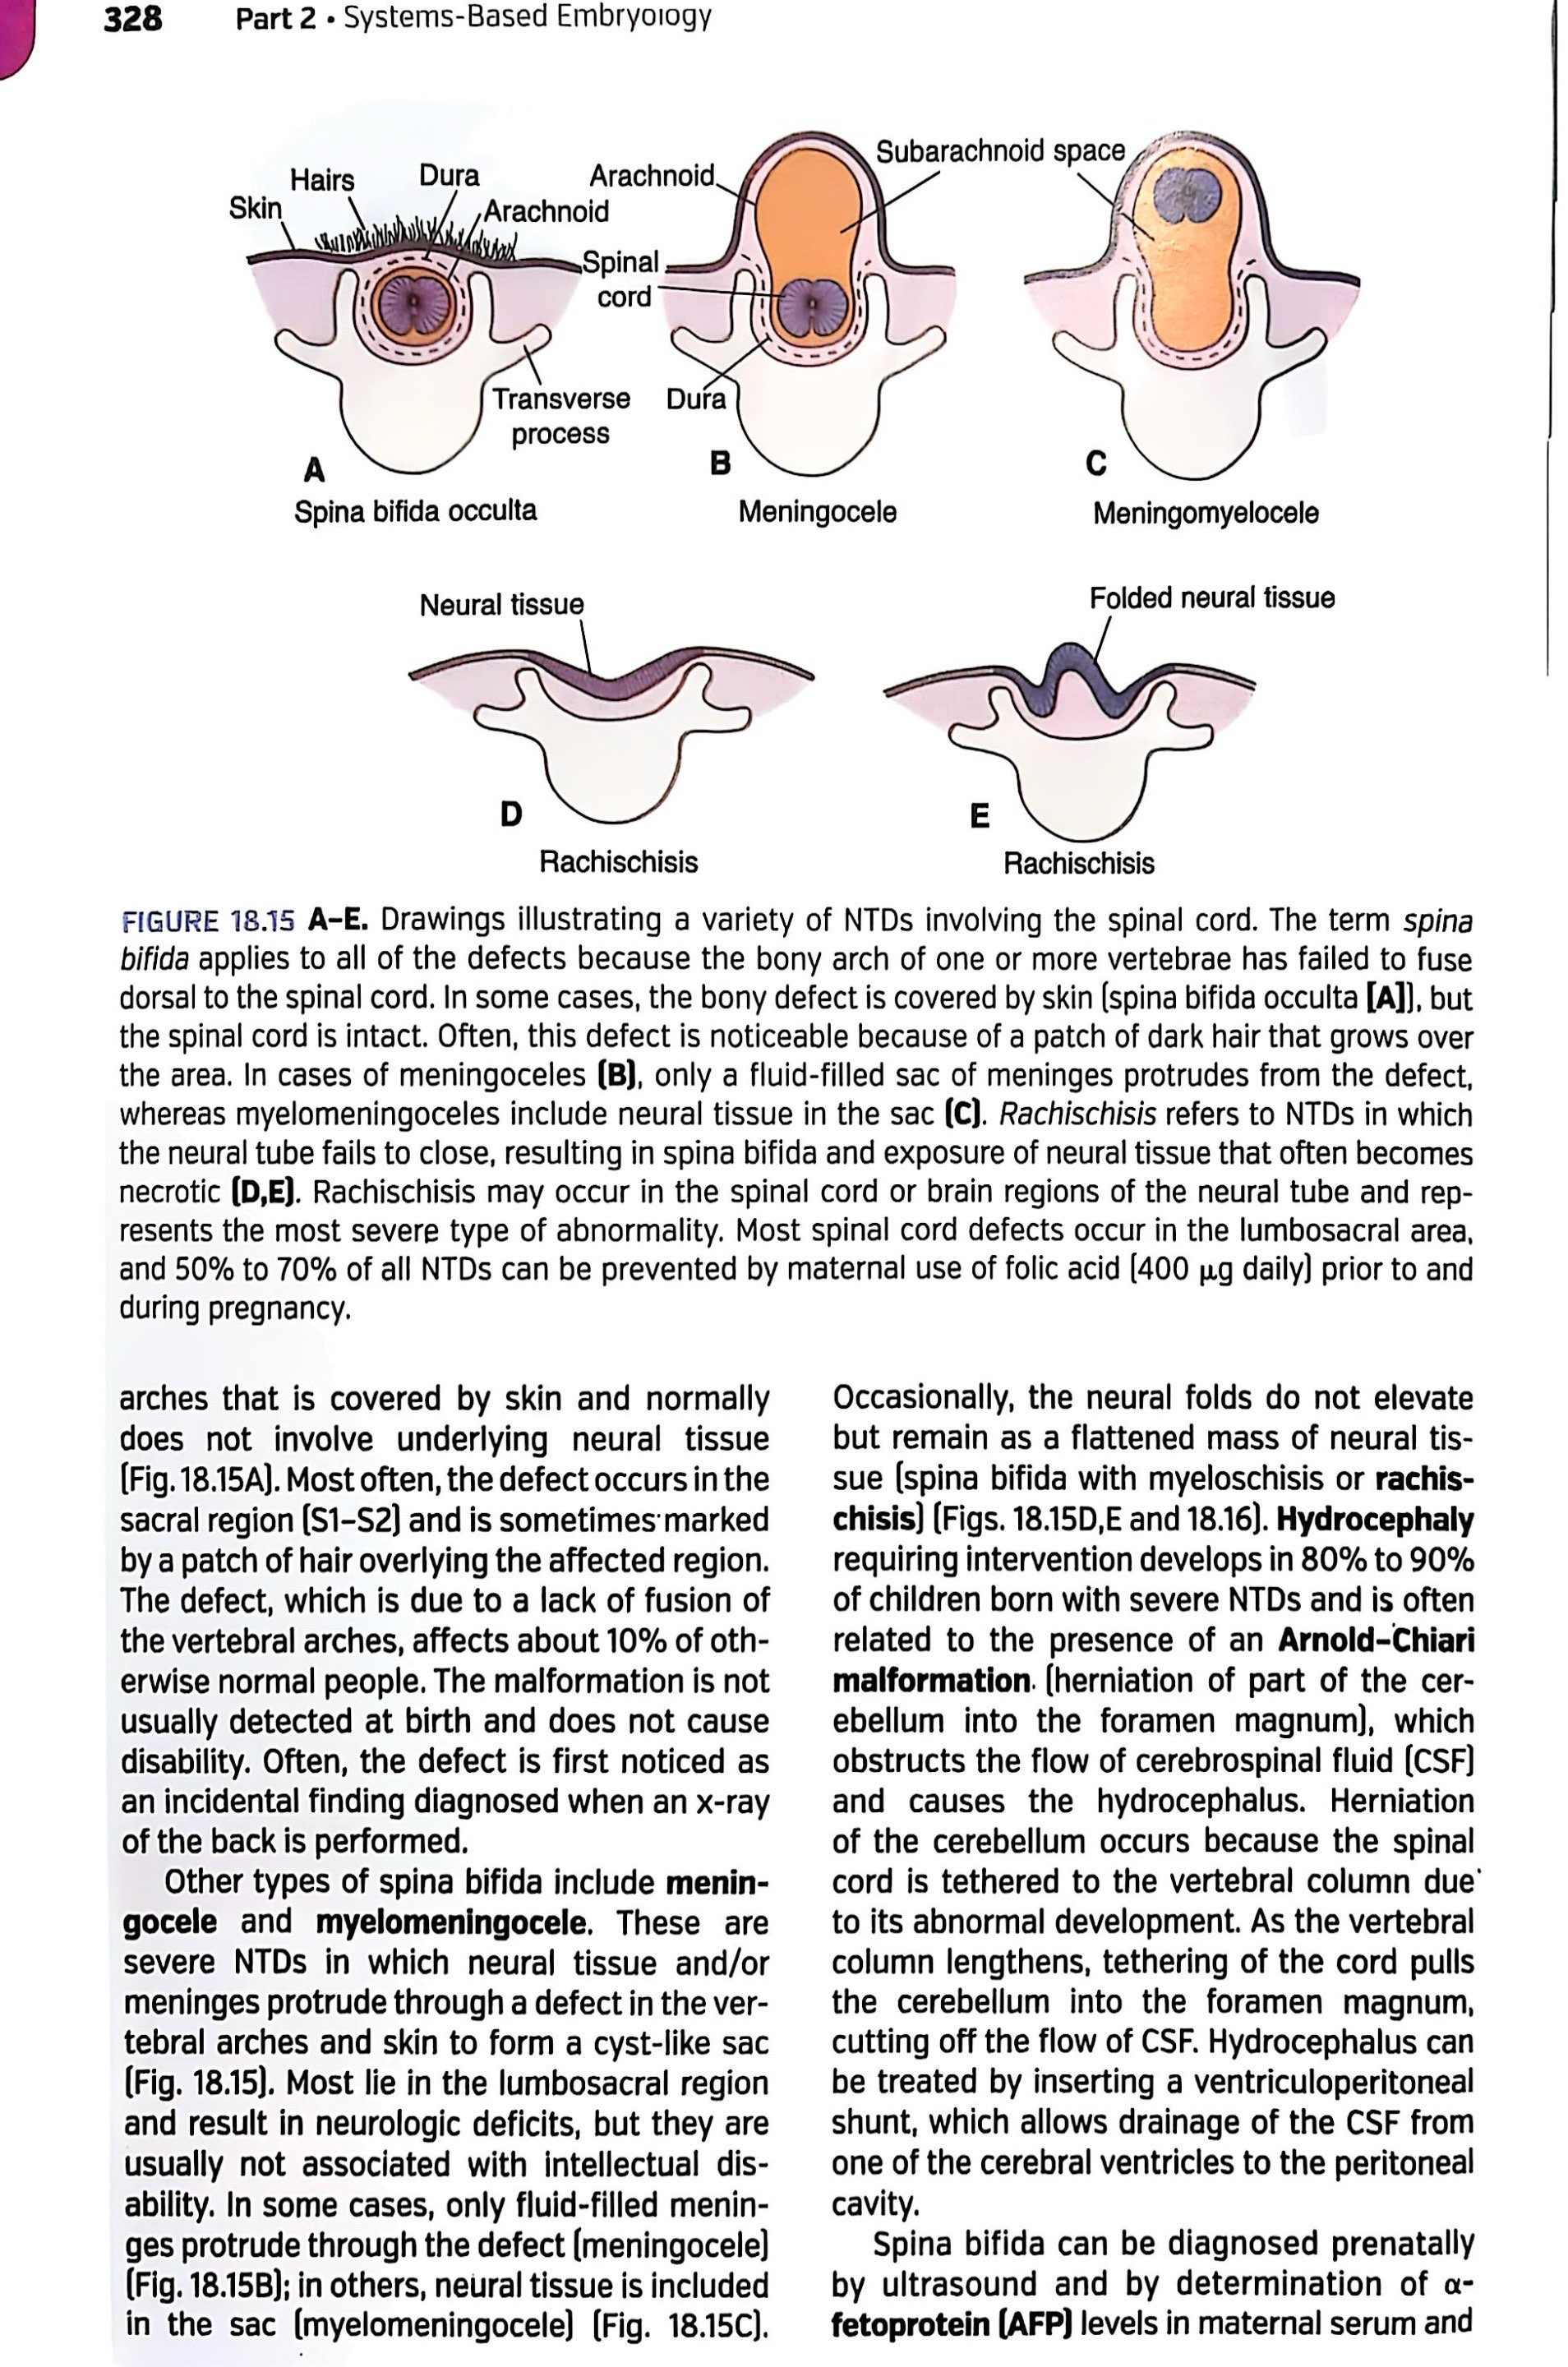 328 Part 2 • Systems-Based Embryology
Hairs
Dura
Skin
Arachnoid
Arachnoid
Subarachnoid space
Spinal
cord
Transverse
process
Dura
A
B
C
Spina bifida occulta
Meningocele
Meningomyelocele
Neural tissue
Folded neural tissue
D
E
Rachischisis
Rachischisis
FIGURE 18.15 A–E. Drawings illustrating a variety of NTDs involving the spinal cord. The term spina
bifida applies to all of the defects because the bony arch of one or more vertebrae has failed to fuse
dorsal to the spinal cord. In some cases, the bony defect is covered by skin (spina bifida occulta [A]), but
the spinal cord is intact. Often, this defect is noticeable because of a patch of dark hair that grows over
the area. In cases of meningoceles (B), only a fluid-filled sac of meninges protrudes from the defect,
whereas myelomeningoceles include neural tissue in the sac (C). Rachischisis refers to NTDs in which
the neural tube fails to close, resulting in spina bifida and exposure of neural tissue that often becomes
necrotic (D,E). Rachischisis may occur in the spinal cord or brain regions of the neural tube and rep-
resents the most severe type of abnormality. Most spinal cord defects occur in the lumbosacral area,
and 50% to 70% of all NTDs can be prevented by maternal use of folic acid (400 µg daily) prior to and
during pregnancy.
arches that is covered by skin and normally
does not involve underlying neural tissue
(Fig. 18.15A). Most often, the defect occurs in the
sacral region (S1–S2) and is sometimes marked
by a patch of hair overlying the affected region.
The defect, which is due to a lack of fusion of
the vertebral arches, affects about 10% of oth-
erwise normal people. The malformation is not
usually detected at birth and does not cause
disability. Often, the defect is first noticed as
an incidental finding diagnosed when an x-ray
of the back is performed.
Other types of spina bifida include menin-
gocele and myelomeningocele. These are
severe NTDs in which neural tissue and/or
meninges protrude through a defect in the ver-
tebral arches and skin to form a cyst-like sac
(Fig. 18.15). Most lie in the lumbosacral region
and result in neurologic deficits, but they are
usually not associated with intellectual dis-
ability. In some cases, only fluid-filled menin-
ges protrude through the defect (meningocele)
(Fig. 18.15B); in others, neural tissue is included
in the sac (myelomeningocele) (Fig. 18.15C).
Occasionally, the neural folds do not elevate
but remain as a flattened mass of neural tis-
sue (spina bifida with myeloschisis or rachis-
chisis) (Figs. 18.15D,E and 18.16). Hydrocephaly
requiring intervention develops in 80% to 90%
of children born with severe NTDs and is often
related to the presence of an Arnold–Chiari
malformation (herniation of part of the cer-
ebellum into the foramen magnum), which
obstructs the flow of cerebrospinal fluid (CSF)
and causes the hydrocephalus. Herniation
of the cerebellum occurs because the spinal
cord is tethered to the vertebral column due
to its abnormal development. As the vertebral
column lengthens, tethering of the cord pulls
the cerebellum into the foramen magnum,
cutting off the flow of CSF. Hydrocephalus can
be treated by inserting a ventriculoperitoneal
shunt, which allows drainage of the CSF from
one of the cerebral ventricles to the peritoneal
cavity.
Spina bifida can be diagnosed prenatally
by ultrasound and by determination of α-
fetoprotein (AFP) levels in maternal serum and